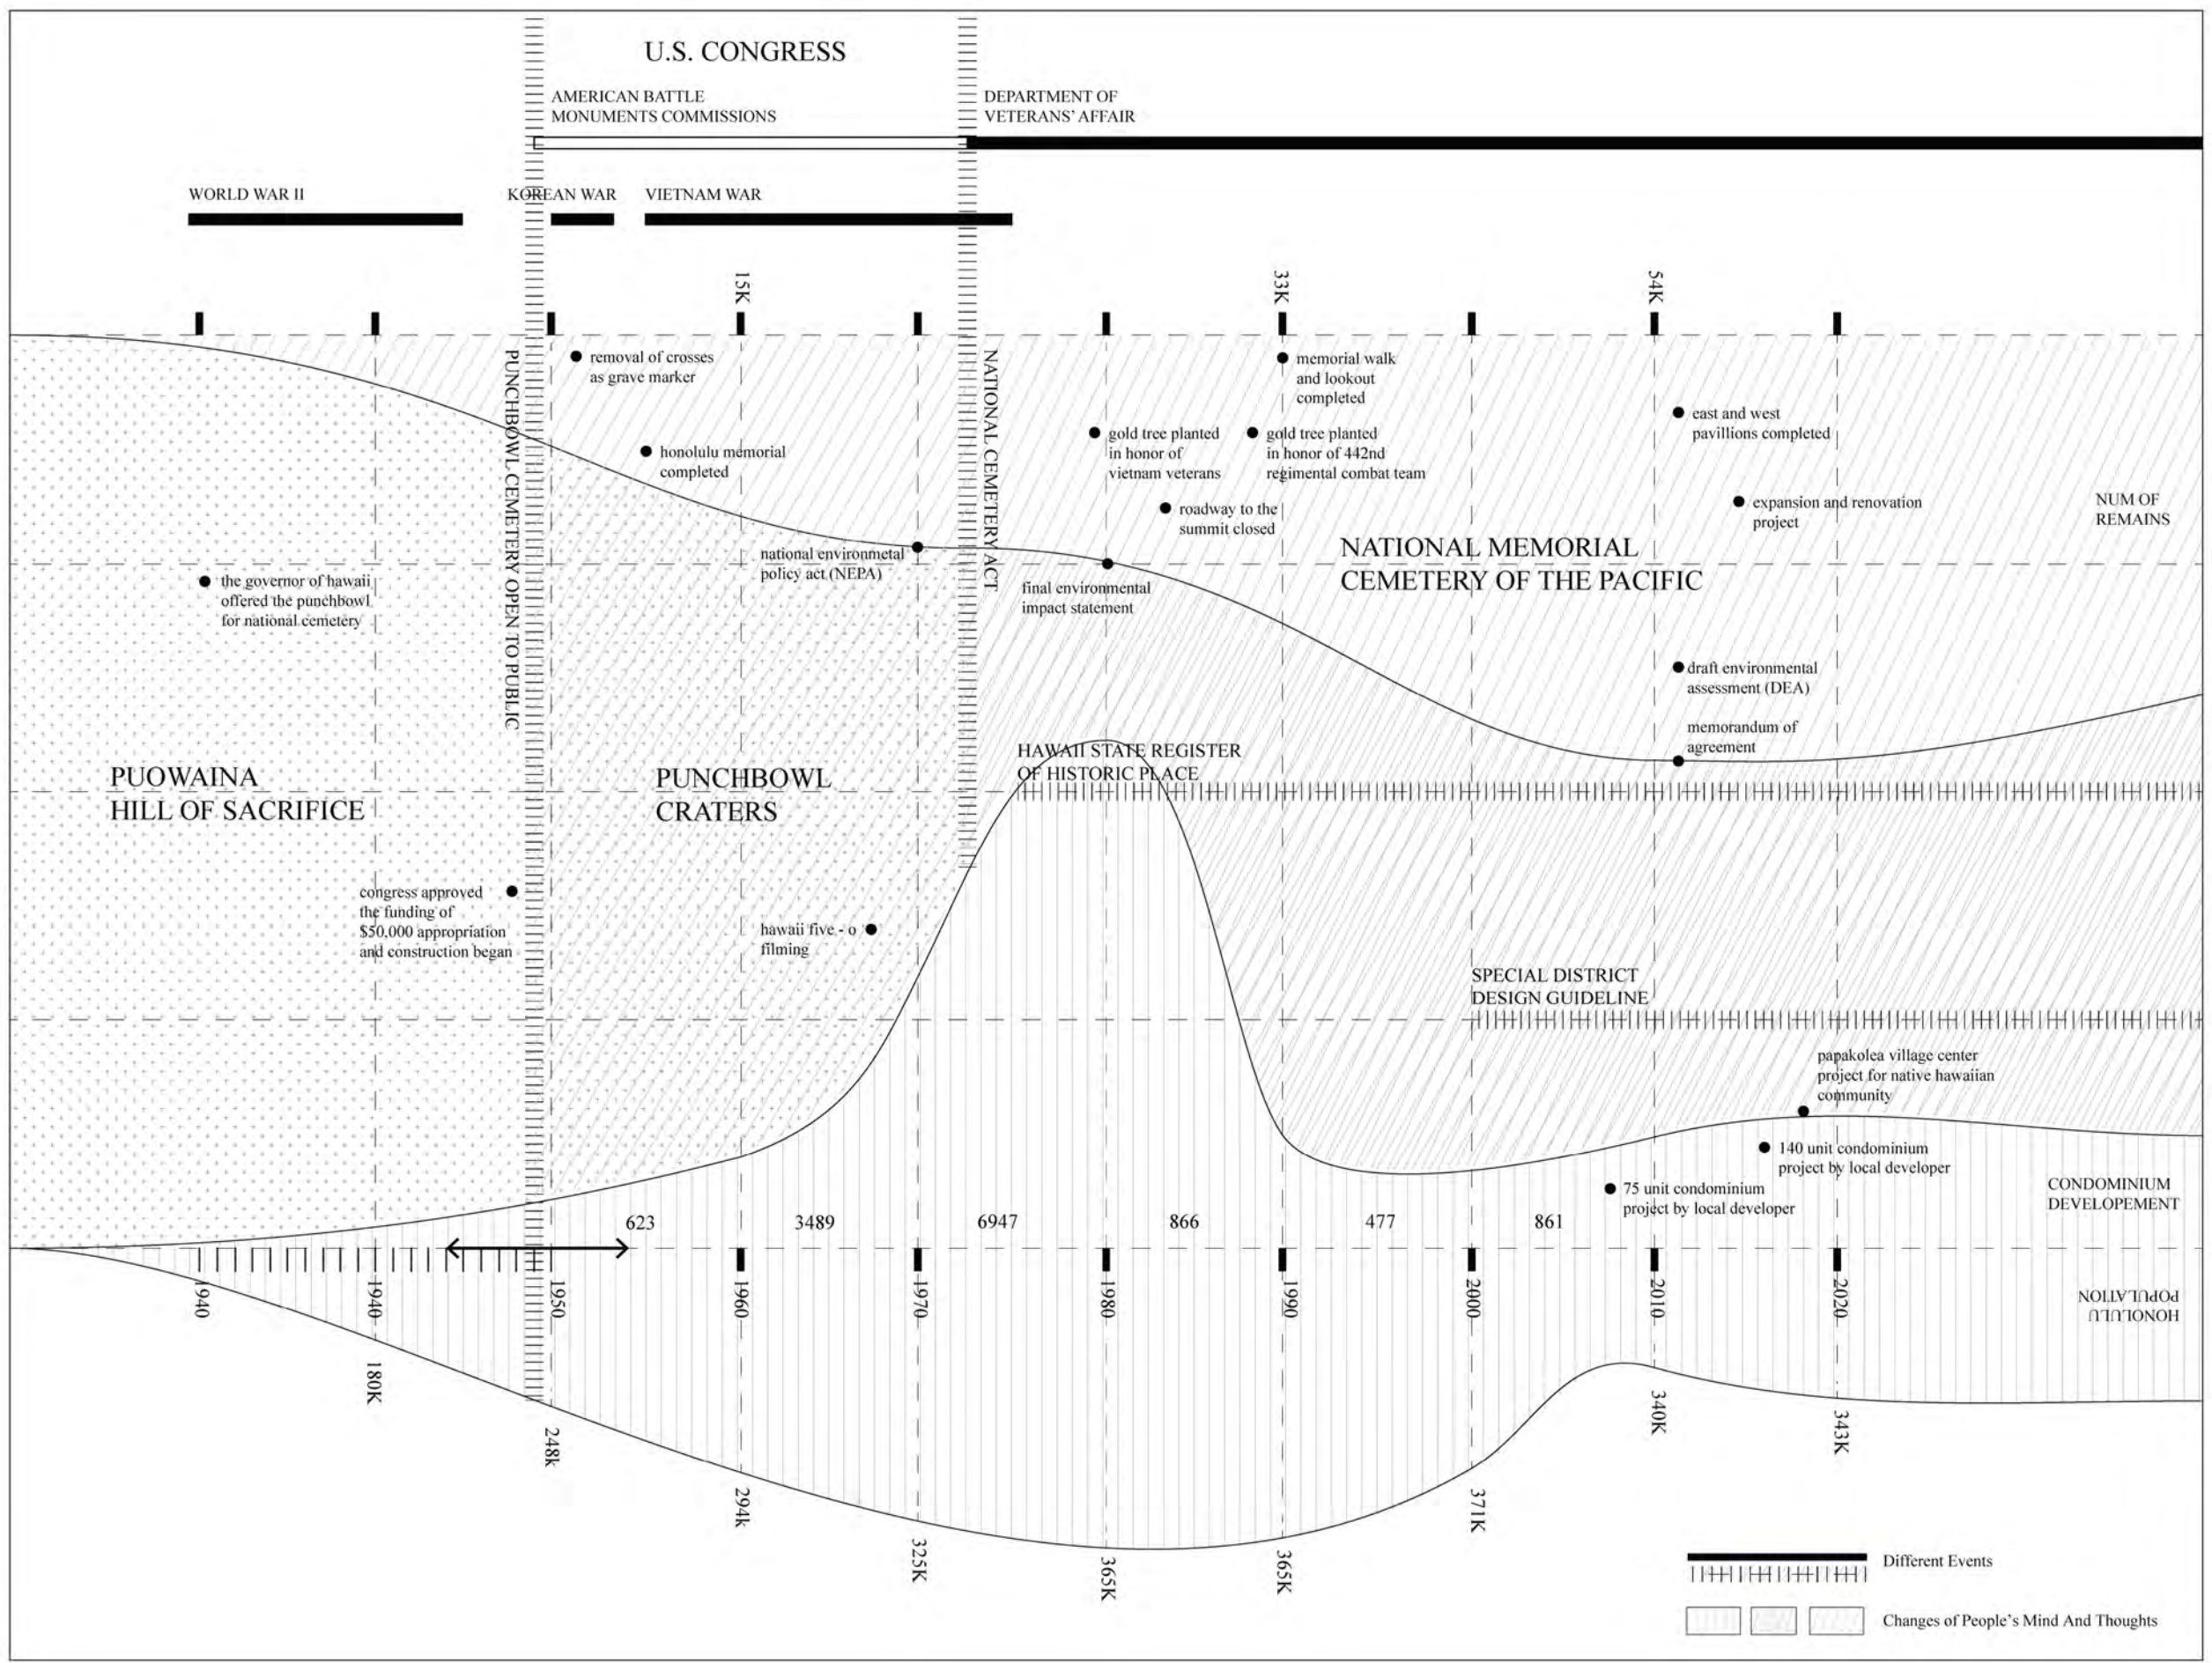 U.S. CONGRESS
AMERICAN BATTLE
MONUMENTS COMMISSIONS
DEPARTMENT OF
VETERANS' AFFAIR
WORLD WAR II
KOREAN WAR
VIETNAM WAR
15K
33K
54K
PUNCHBOWL CEMETERY OPEN TO PUBLIC
NATIONAL CEMETERY ACT
removal of crosses
as grave marker
honolulu memorial
completed
memorial walk
and lookout
completed
gold tree planted
in honor of
vietnam veterans
gold tree planted
in honor of 442nd
regimental combat team
roadway to the
summit closed
east and west
pavillions completed
expansion and renovation
project
NUM OF
REMAINS
national environmetal
policy act (NEPA)
final environmental
impact statement
NATIONAL MEMORIAL
CEMETERY OF THE PACIFIC
the governor of hawaii
offered the punchbowl
for national cemetery
draft environmental
assessment (DEA)
memorandum of
agreement
HAWAII STATE REGISTER
OF HISTORIC PLACE
PUOWAINA
HILL OF SACRIFICE
PUNCHBOWL
CRATERS
congress approved
the funding of
$50,000 appropriation
and construction began
hawaii five - o
filming
SPECIAL DISTRICT
DESIGN GUIDELINE
papakolea village center
project for native hawaiian
community
140 unit condominium
project by local developer
75 unit condominium
project by local developer
CONDOMINIUM
DEVELOPEMENT
623
3489
6947
866
477
861
1940
1940
1950
1960
1970
1980
1990
2000
2010
2020
HONOLULU
POPULATION
180K
248k
294k
325K
365K
365K
371K
340K
343K
Different Events
Changes of People's Mind And Thoughts